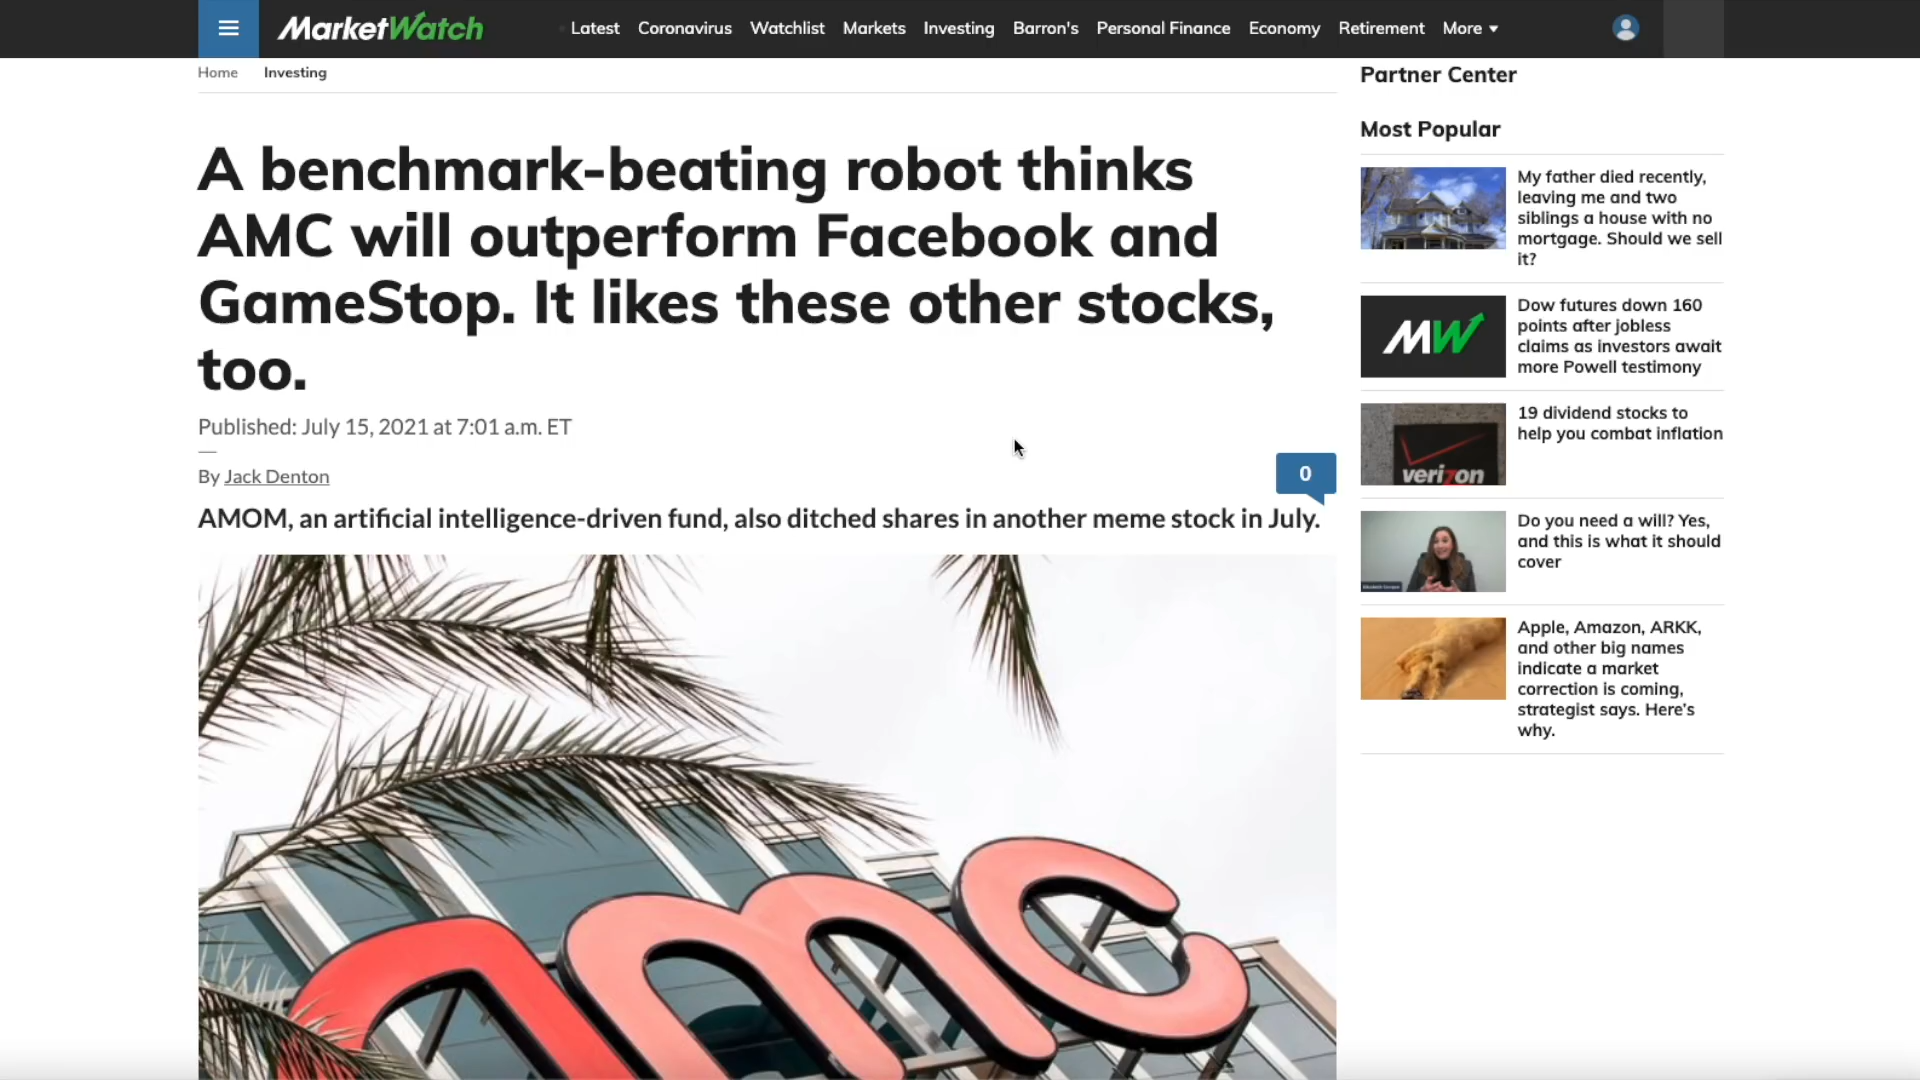 MarketWatch
Latest Coronavirus Watchlist Markets Investing Barron's Personal Finance Economy Retirement More
Home Investing
A benchmark-beating robot thinks
AMC will outperform Facebook and
GameStop. It likes these other stocks,
too.
Published: July 15, 2021 at 7:01 a.m. ET
By Jack Denton
0
AMOM, an artificial intelligence-driven fund, also ditched shares in another meme stock in July.
amc
Partner Center
Most Popular
My father died recently,
leaving me and two
siblings a house with no
mortgage. Should we sell
it?
MW
Dow futures down 160
points after jobless
claims as investors await
more Powell testimony
verizon
19 dividend stocks to
help you combat inflation
Do you need a will? Yes,
and this is what it should
cover
Apple, Amazon, ARKK,
and other big names
indicate a market
correction is coming,
strategist says. Here's
why.